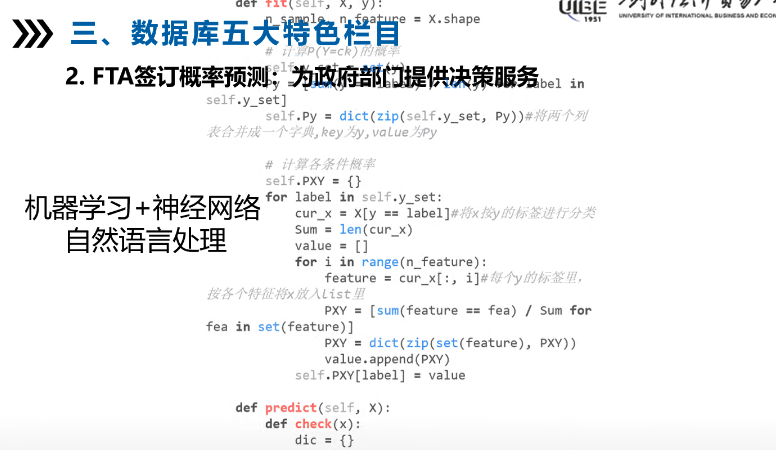 def fit(self, X, y):
n_sample, n_feature = X.shape
UIBE
1951
UNIVERSITY OF INTERNATIONAL BUSINESS AND ECON
三、数据库五大特色栏目
# 计算P(Y=ck)的概率
2. FTA签订概率预测：为政府部门提供决策服务
label in
self.y_set]
self.Py = dict(zip(self.y_set, Py))#将两个列
表合并成一个字典,key为y,value为Py
# 计算各条件概率
self.PXY = {}
for label in self.y_set:
机器学习+神经网络
自然语言处理
cur_x = X[y == label]#将x按y的标签进行分类
Sum = len(cur_x)
value = []
for i in range(n_feature):
feature = cur_x[:, i]#每个y的标签里，
按各个特征将x放入list里
PXY = [sum(feature == fea) / Sum for
fea in set(feature)]
PXY = dict(zip(set(feature), PXY))
value.append(PXY)
self.PXY[label] = value
def predict(self, X):
def check(x):
dic = {}